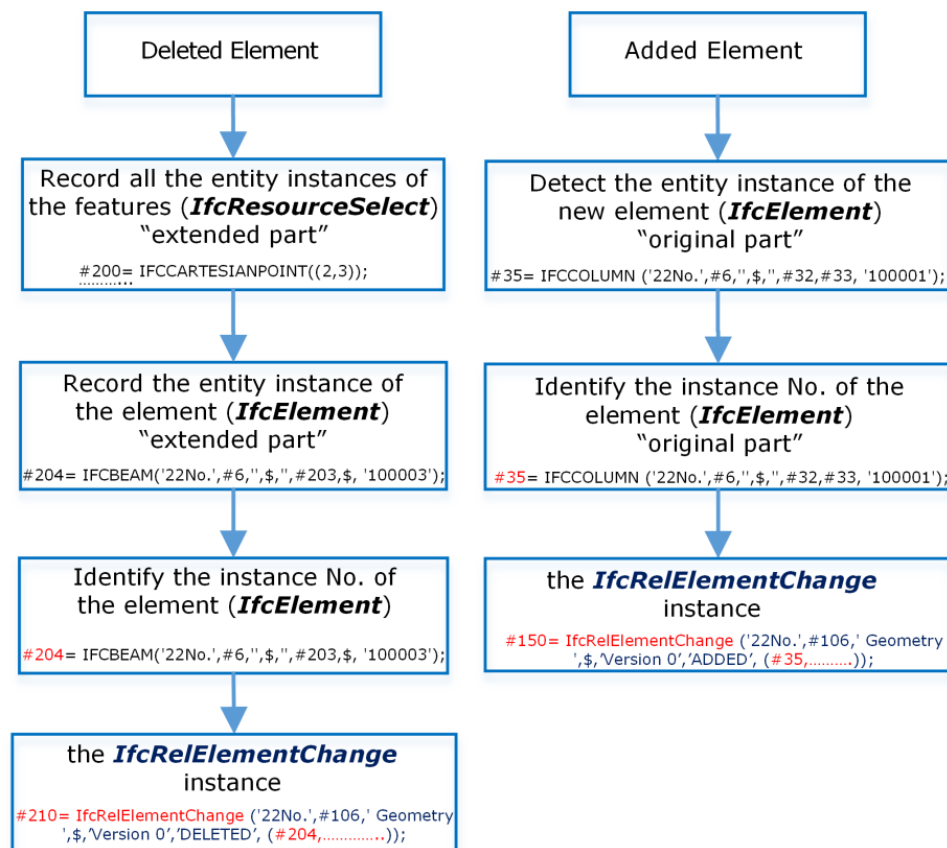 Deleted Element
Record all the entity instances of
the features (IfcResourceSelect)
“extended part”
#200= IFCCARTESIANPOINT((2,3));
...........
Record the entity instance of
the element (IfcElement)
“extended part”
#204= IFCBEAM('22No.',#6,'',$,'',#203,$, '100003');
Identify the instance No. of
the element (IfcElement)
#204= IFCBEAM('22No.',#6,'',$,'',#203,$, '100003');
the IfcRelElementChange
instance
#210= IfcRelElementChange ('22No.',#106,' Geometry
',$,’Version 0’,’DELETED’, (#204,…………..));
Added Element
Detect the entity instance of the
new element (IfcElement)
“original part”
#35= IFCCOLUMN ('22No.',#6,'',$,'',#32,#33, '100001');
Identify the instance No. of the
element (IfcElement)
“original part”
#35= IFCCOLUMN ('22No.',#6,'',$,'',#32,#33, '100001');
the IfcRelElementChange
instance
#150= IfcRelElementChange ('22No.',#106,' Geometry
',$,’Version 0’,’ADDED’, (#35,……….));